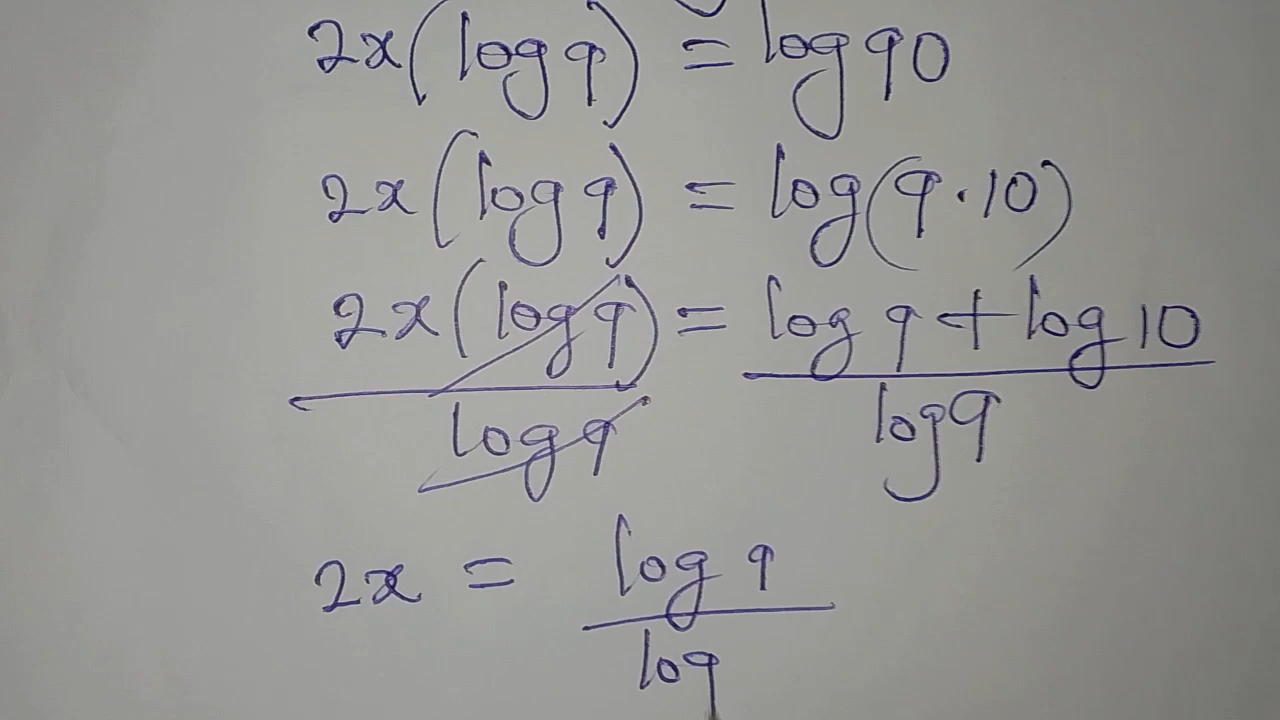 2x(log 9) = log 90
2x(log 9) = log(9·10)
2x(log 9) = log 9 + log 10
log 9 log 9
2x = log 9
log